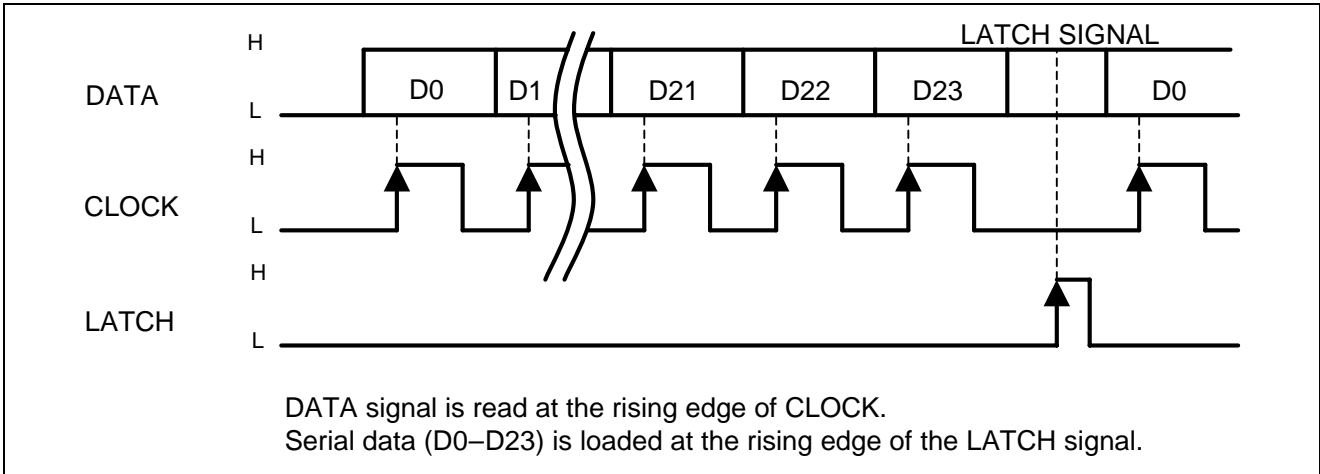 LATCH SIGNAL
H
DATA
D0 D1 D21 D22 D23 D0
L
H
CLOCK
L
H
LATCH
L
DATA signal is read at the rising edge of CLOCK.
Serial data (D0–D23) is loaded at the rising edge of the LATCH signal.